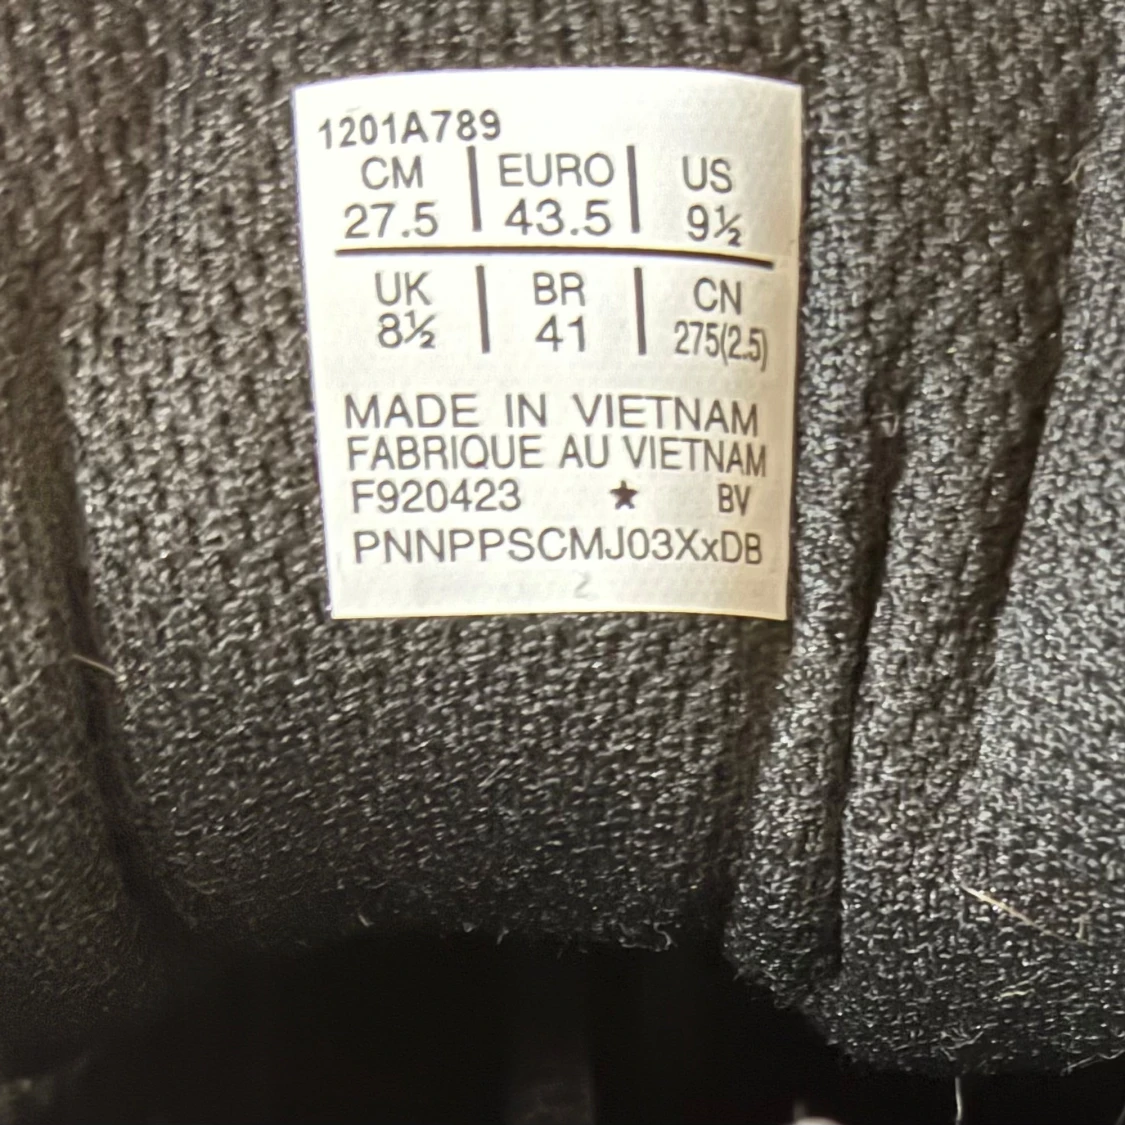 1201A789
CM | EURO | US
27.5 | 43.5 | 9½
UK | BR | CN
8½ | 41 | 275(2.5)
MADE IN VIETNAM
FABRIQUE AU VIETNAM
F920423 ★ BV
PNNPPSCMJ03XxDB
2